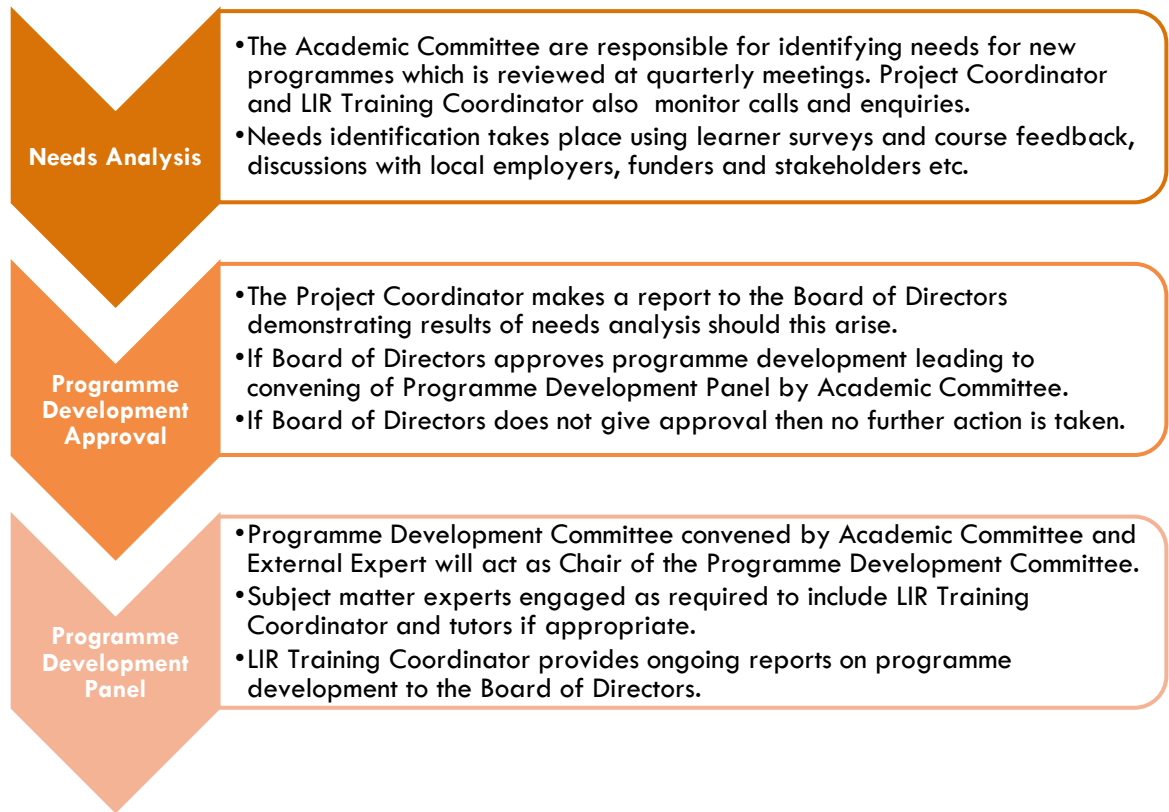 Needs Analysis
•The Academic Committee are responsible for identifying needs for new
programmes which is reviewed at quarterly meetings. Project Coordinator
and LIR Training Coordinator also  monitor calls and enquiries.
•Needs identification takes place using learner surveys and course feedback,
discussions with local employers, funders and stakeholders etc.
Programme
Development
Approval
•The Project Coordinator makes a report to the Board of Directors
demonstrating results of needs analysis should this arise.
•If Board of Directors approves programme development leading to
convening of Programme Development Panel by Academic Committee.
•If Board of Directors does not give approval then no further action is taken.
Programme
Development
Panel
•Programme Development Committee convened by Academic Committee and
External Expert will act as Chair of the Programme Development Committee.
•Subject matter experts engaged as required to include LIR Training
Coordinator and tutors if appropriate.
•LIR Training Coordinator provides ongoing reports on programme
development to the Board of Directors.